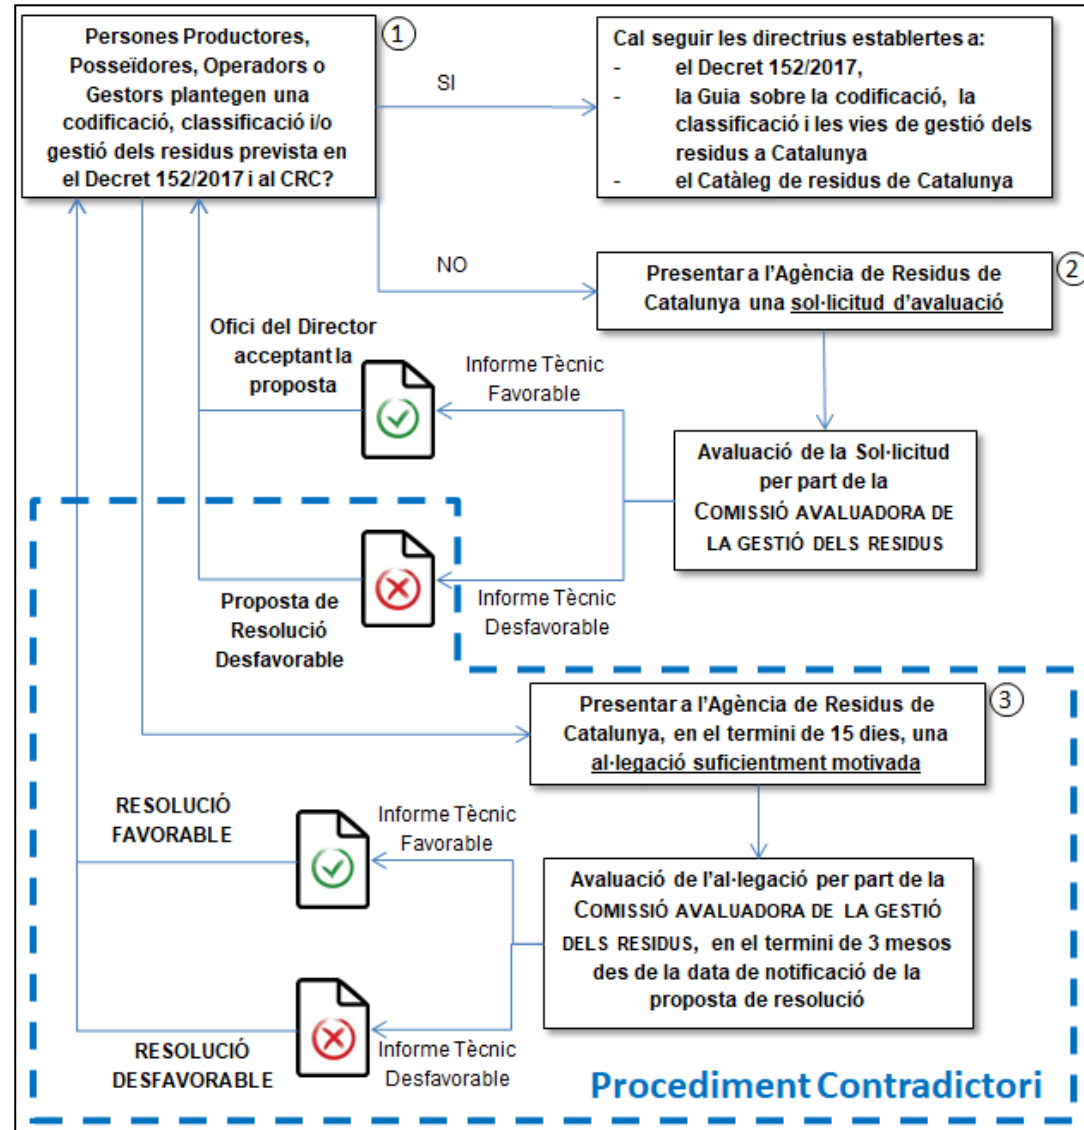 Persones Productores,
Posseïdores, Operadors o
Gestors plantegen una
codificació, classificació i/o
gestió dels residus prevista en
el Decret 152/2017 i al CRC?
1
SI
Cal seguir les directrius establertes a:
- el Decret 152/2017,
- la Guia sobre la codificació, la
classificació i les vies de gestió dels
residus a Catalunya
- el Catàleg de residus de Catalunya
NO
Presentar a l'Agència de Residus de
Catalunya una sol·licitud d'avaluació
2
Ofici del Director
acceptant la
proposta
Informe Tècnic
Favorable
Avaluació de la Sol·licitud
per part de la
COMISSIÓ AVALUADORA DE
LA GESTIÓ DELS RESIDUS
Proposta de
Resolució
Desfavorable
Informe Tècnic
Desfavorable
Presentar a l'Agència de Residus de
Catalunya, en el termini de 15 dies, una
al·legació suficientment motivada
3
RESOLUCIÓ
FAVORABLE
Informe Tècnic
Favorable
Avaluació de l'al·legació per part de la
COMISSIÓ AVALUADORA DE LA GESTIÓ
DELS RESIDUS, en el termini de 3 mesos
des de la data de notificació de la
proposta de resolució
RESOLUCIÓ
DESFAVORABLE
Informe Tècnic
Desfavorable
Procediment Contradictori